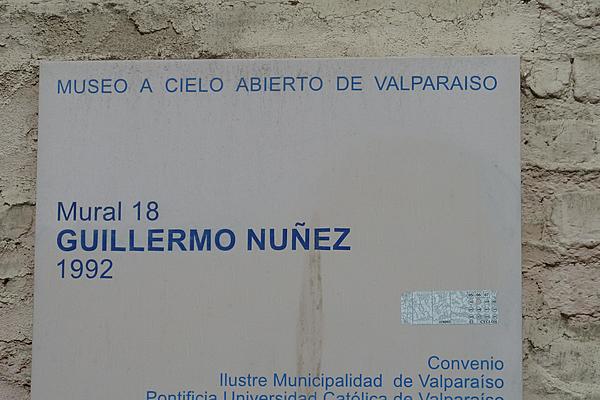 MUSEO A CIELO ABIERTO DE VALPARAISO
Mural 18
GUILLERMO NUÑEZ
1992
Convenio
Ilustre Municipalidad de Valparaíso
Pontificia Universidad Católica de Valparaíso